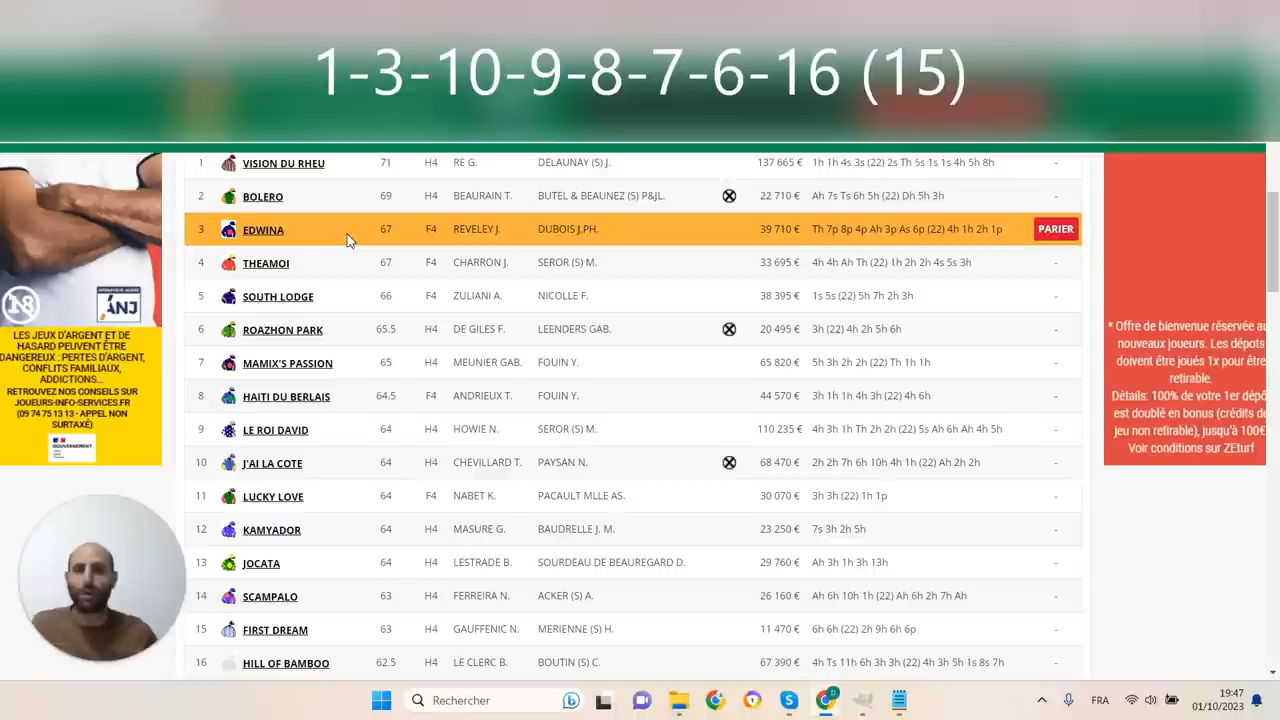 1-3-10-9-8-7-6-16 (15)
1 VISION DU RHEU 71 H4 RE G. DELAUNAY (S) J. 137 665 € 1h 1h 4s 3s (22) 2s Th 5s 1s 1s 4h 5h 8h -
2 BOLERO 69 H4 BEAURAIN T. BUTEL & BEAUNEZ (S) P&JL. 22 710 € Ah 7s Ts 6h 5h (22) Dh 5h 3h -
3 EDWINA 67 F4 REVELEY J. DUBOIS J.PH. 39 710 € Th 7p 8p 4p Ah 3p As 6p (22) 4h 1h 2h 1p PARIER
4 THEAMOI 67 F4 CHARRON J. SEROR (S) M. 33 695 € 4h 4h Ah Th (22) 1h 2h 2h 4s 5s 3h -
5 SOUTH LODGE 66 F4 ZULIANI A. NICOLLE F. 38 395 € 1s 5s (22) 5h 7h 2h 3h -
6 ROAZHON PARK 65.5 H4 DE GILES F. LEENDERS GAB. 20 495 € 3h (22) 4h 2h 5h 6h -
7 MAMIX'S PASSION 65 H4 MEUNIER GAB. FOUIN Y. 65 820 € 5h 3h 2h 2h (22) Th 1h 1h -
8 HAITI DU BERLAIS 64.5 H4 ANDRIEUX T. FOUIN Y. 44 570 € 3h 1h 1h 4h 3h (22) 4h 6h -
9 LE ROI DAVID 64 H4 HOWIE N. SEROR (S) M. 110 235 € 4h 3h 1h Th 2h 2h (22) 5s Ah 6h Ah 4h 5h -
10 J'AI LA COTE 64 H4 CHEVILLARD T. PAYSAN N. 68 470 € 2h 2h 7h 6h 10h 4h 1h (22) Ah 2h 2h -
11 LUCKY LOVE 64 F4 NABET K. PACAULT MLLE AS. 30 070 € 3h 3h (22) 1h 1p -
12 KAMYADOR 64 H4 MASURE G. BAUDRELLE J. M. 23 250 € 7s 3h 2h 5h -
13 JOCATA 64 H4 LESTRADE B. SOURDEAU DE BEAUREGARD D. 29 760 € Ah 3h 1h 3h 13h -
14 SCAMPALO 63 H4 FERREIRA N. ACKER (S) A. 26 160 € Ah 6h 10h 1h (22) Ah 6h 2h 7h Ah -
15 FIRST DREAM 63 H4 GAUFFENIC N. MERIENNE (S) H. 11 470 € 6h 6h (22) 2h 9h 6h 6p -
16 HILL OF BAMBOO 62.5 H4 LE CLERC B. BOUTIN (S) C. 67 390 € 4h Ts 11h 6h 3h 3h (22) 4h 3h 5h 1s 8s 7h -
18
ANJ
LES JEUX D'ARGENT ET DE
HASARD PEUVENT ÊTRE
DANGEREUX : PERTES D'ARGENT,
CONFLITS FAMILIAUX,
ADDICTIONS...
RETROUVEZ NOS CONSEILS SUR
JOUEURS-INFO-SERVICES.FR
(09 74 75 13 13 - APPEL NON
SURTAXÉ)
GOUVERNEMENT
* Offre de bienvenue réservée au
nouveaux joueurs. Les dépots
doivent être joués 1x pour être
retirable.
Détails: 100% de votre 1er dépô
est doublé en bonus (crédits de
jeu non retirable), jusqu'à 100€
Voir conditions sur ZEturf
Rechercher
FRA
19:47
01/10/2023